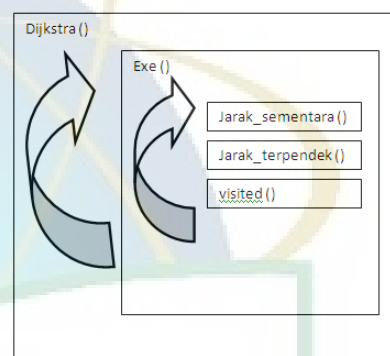 Dijkstra ()
Exe ()
Jarak_sementara ()
Jarak_terpendek ()
visited ()